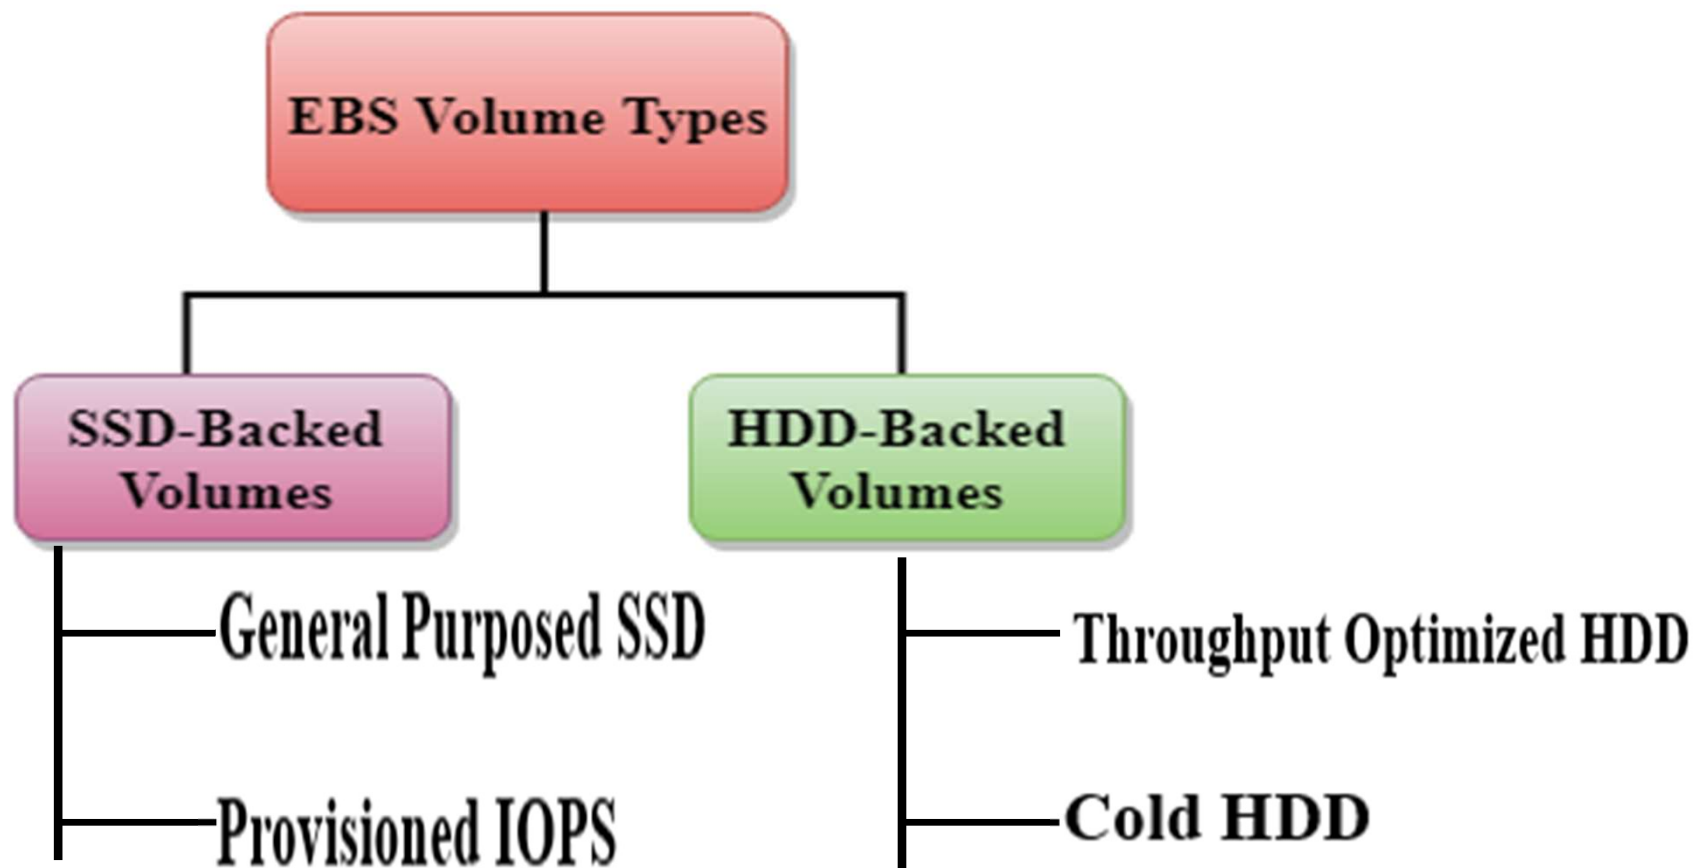 EBS Volume Types
SSD-Backed
Volumes
HDD-Backed
Volumes
General Purposed SSD
Throughput Optimized HDD
Provisioned IOPS
Cold HDD